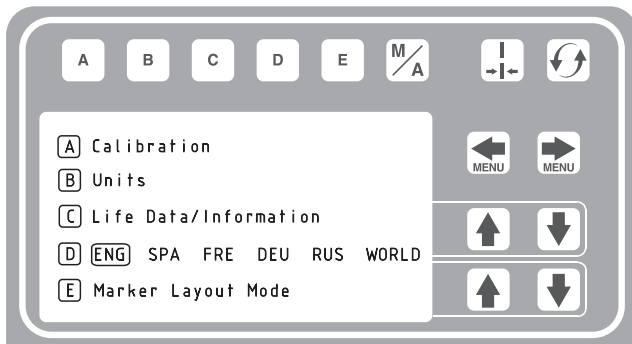 A B C D E M/A
MENU MENU
A Calibration
B Units
C Life Data/Information
D ENG SPA FRE DEU RUS WORLD
E Marker Layout Mode